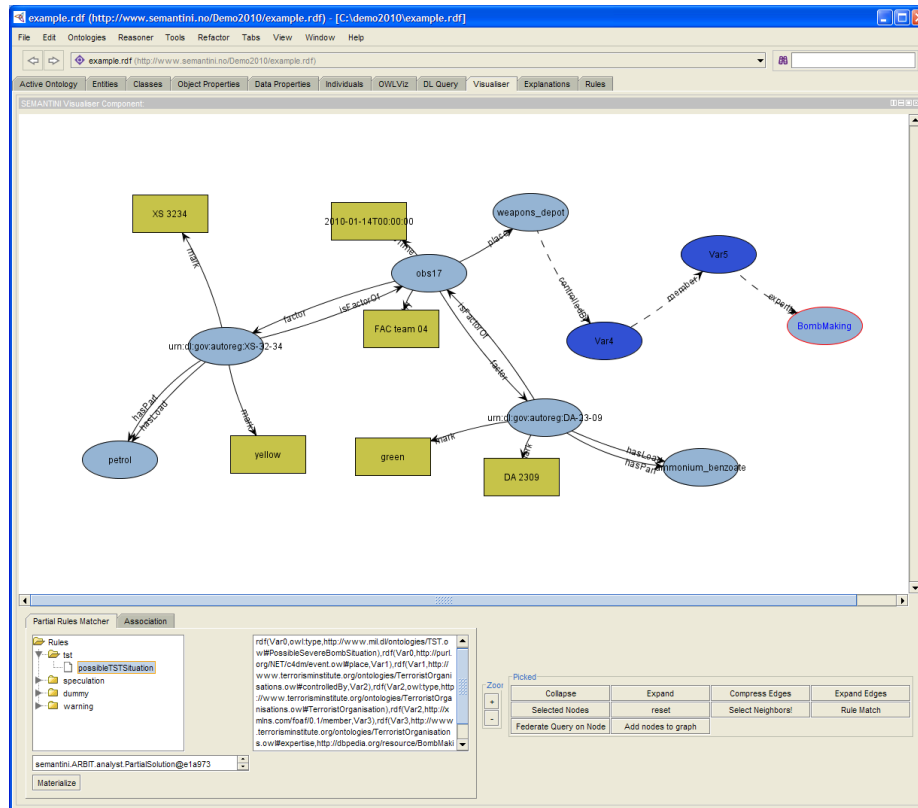 example.rdf (http://www.semantini.no/Demo2010/example.rdf) - [C:\demo2010\example.rdf]
File Edit Ontologies Reasoner Tools Refactor Tabs View Window Help
example.rdf (http://www.semantini.no/Demo2010/example.rdf)
Active Ontology Entities Classes Object Properties Data Properties Individuals OWLViz DL Query Visualiser Explanations Rules
SEMANTINI Visualiser Component:
XS 3234
2010-01-14T00:00:00
weapons_depot
mark
place
Var5
obs17
controlledB
member
factor
isFactorOf
experti
FAC team 04
isFactorOf
BombMaking
urn:dl:gov:autoreg:XS-32-34
Var4
factor
hasPart
hasLoad
mark
urn:dl:gov:autoreg:DA-23-09
mark
petrol
yellow
green
hasLoa
hasPart
ammonium_benzoate
DA 2309
Partial Rules Matcher Association
Rules
tst
possibleTSTSituation
speculation
dummy
warning
rdf(Var0,owl:type,http://www.mil.dl/ontologies/TST.o
wl#PossibleSevereBombSituation),rdf(Var0,http://purl.
org/NET/c4dm/event.owl#place,Var1),rdf(Var1,http://
www.terrorisminstitute.org/ontologies/TerroristOrgani
sations.owl#controlledBy,Var2),rdf(Var2,owl:type,http
://www.terrorisminstitute.org/ontologies/TerroristOrga
nisations.owl#TerroristOrganisation),rdf(Var2,http://x
mlns.com/foaf/0.1/member,Var3),rdf(Var3,http://www
.terrorisminstitute.org/ontologies/TerroristOrganisation
s.owl#expertise,http://dbpedia.org/resource/BombMaki
semantini.ARBIT.analyst.PartialSolution@e1a973
Materialize
Zoom
+
-
Picked
Collapse Expand Compress Edges Expand Edges
Selected Nodes reset Select Neighbors! Rule Match
Federate Query on Node Add nodes to graph